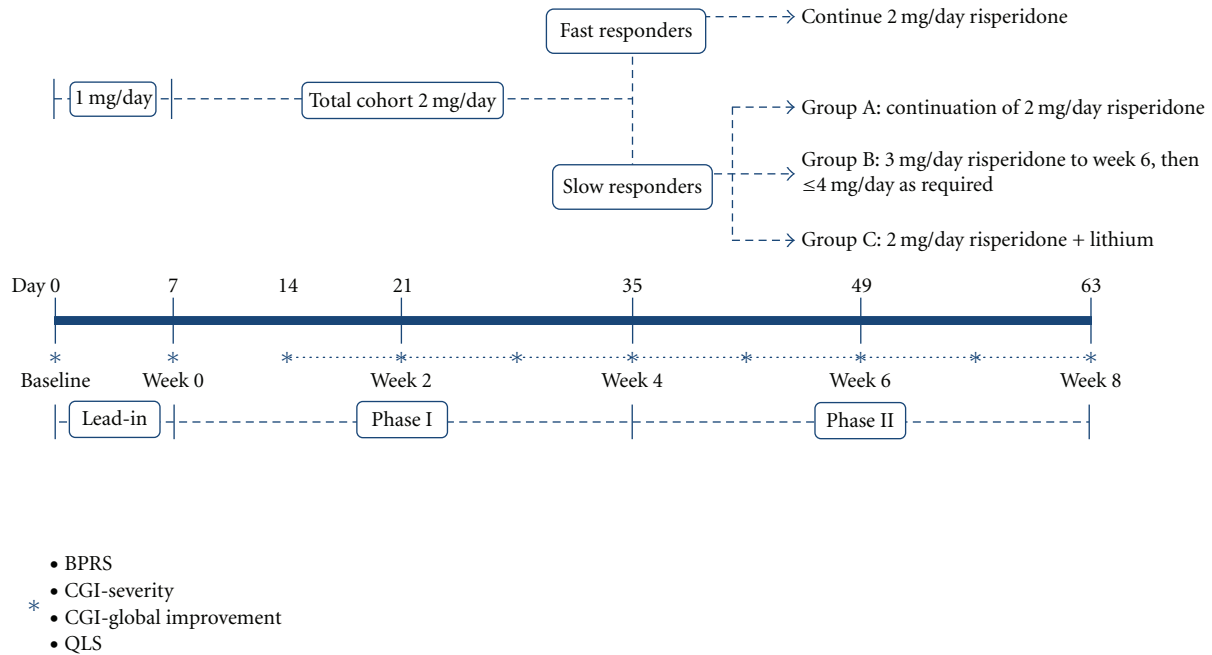 Fast responders
Continue 2 mg/day risperidone
1 mg/day
Total cohort 2 mg/day
Group A: continuation of 2 mg/day risperidone
Slow responders
Group B: 3 mg/day risperidone to week 6, then
≤4 mg/day as required
Group C: 2 mg/day risperidone + lithium
Day 0 7 14 21 35 49 63
* * * * * * * * * *
Baseline Week 0 Week 2 Week 4 Week 6 Week 8
Lead-in Phase I Phase II
• BPRS
• CGI-severity
*
• CGI-global improvement
• QLS